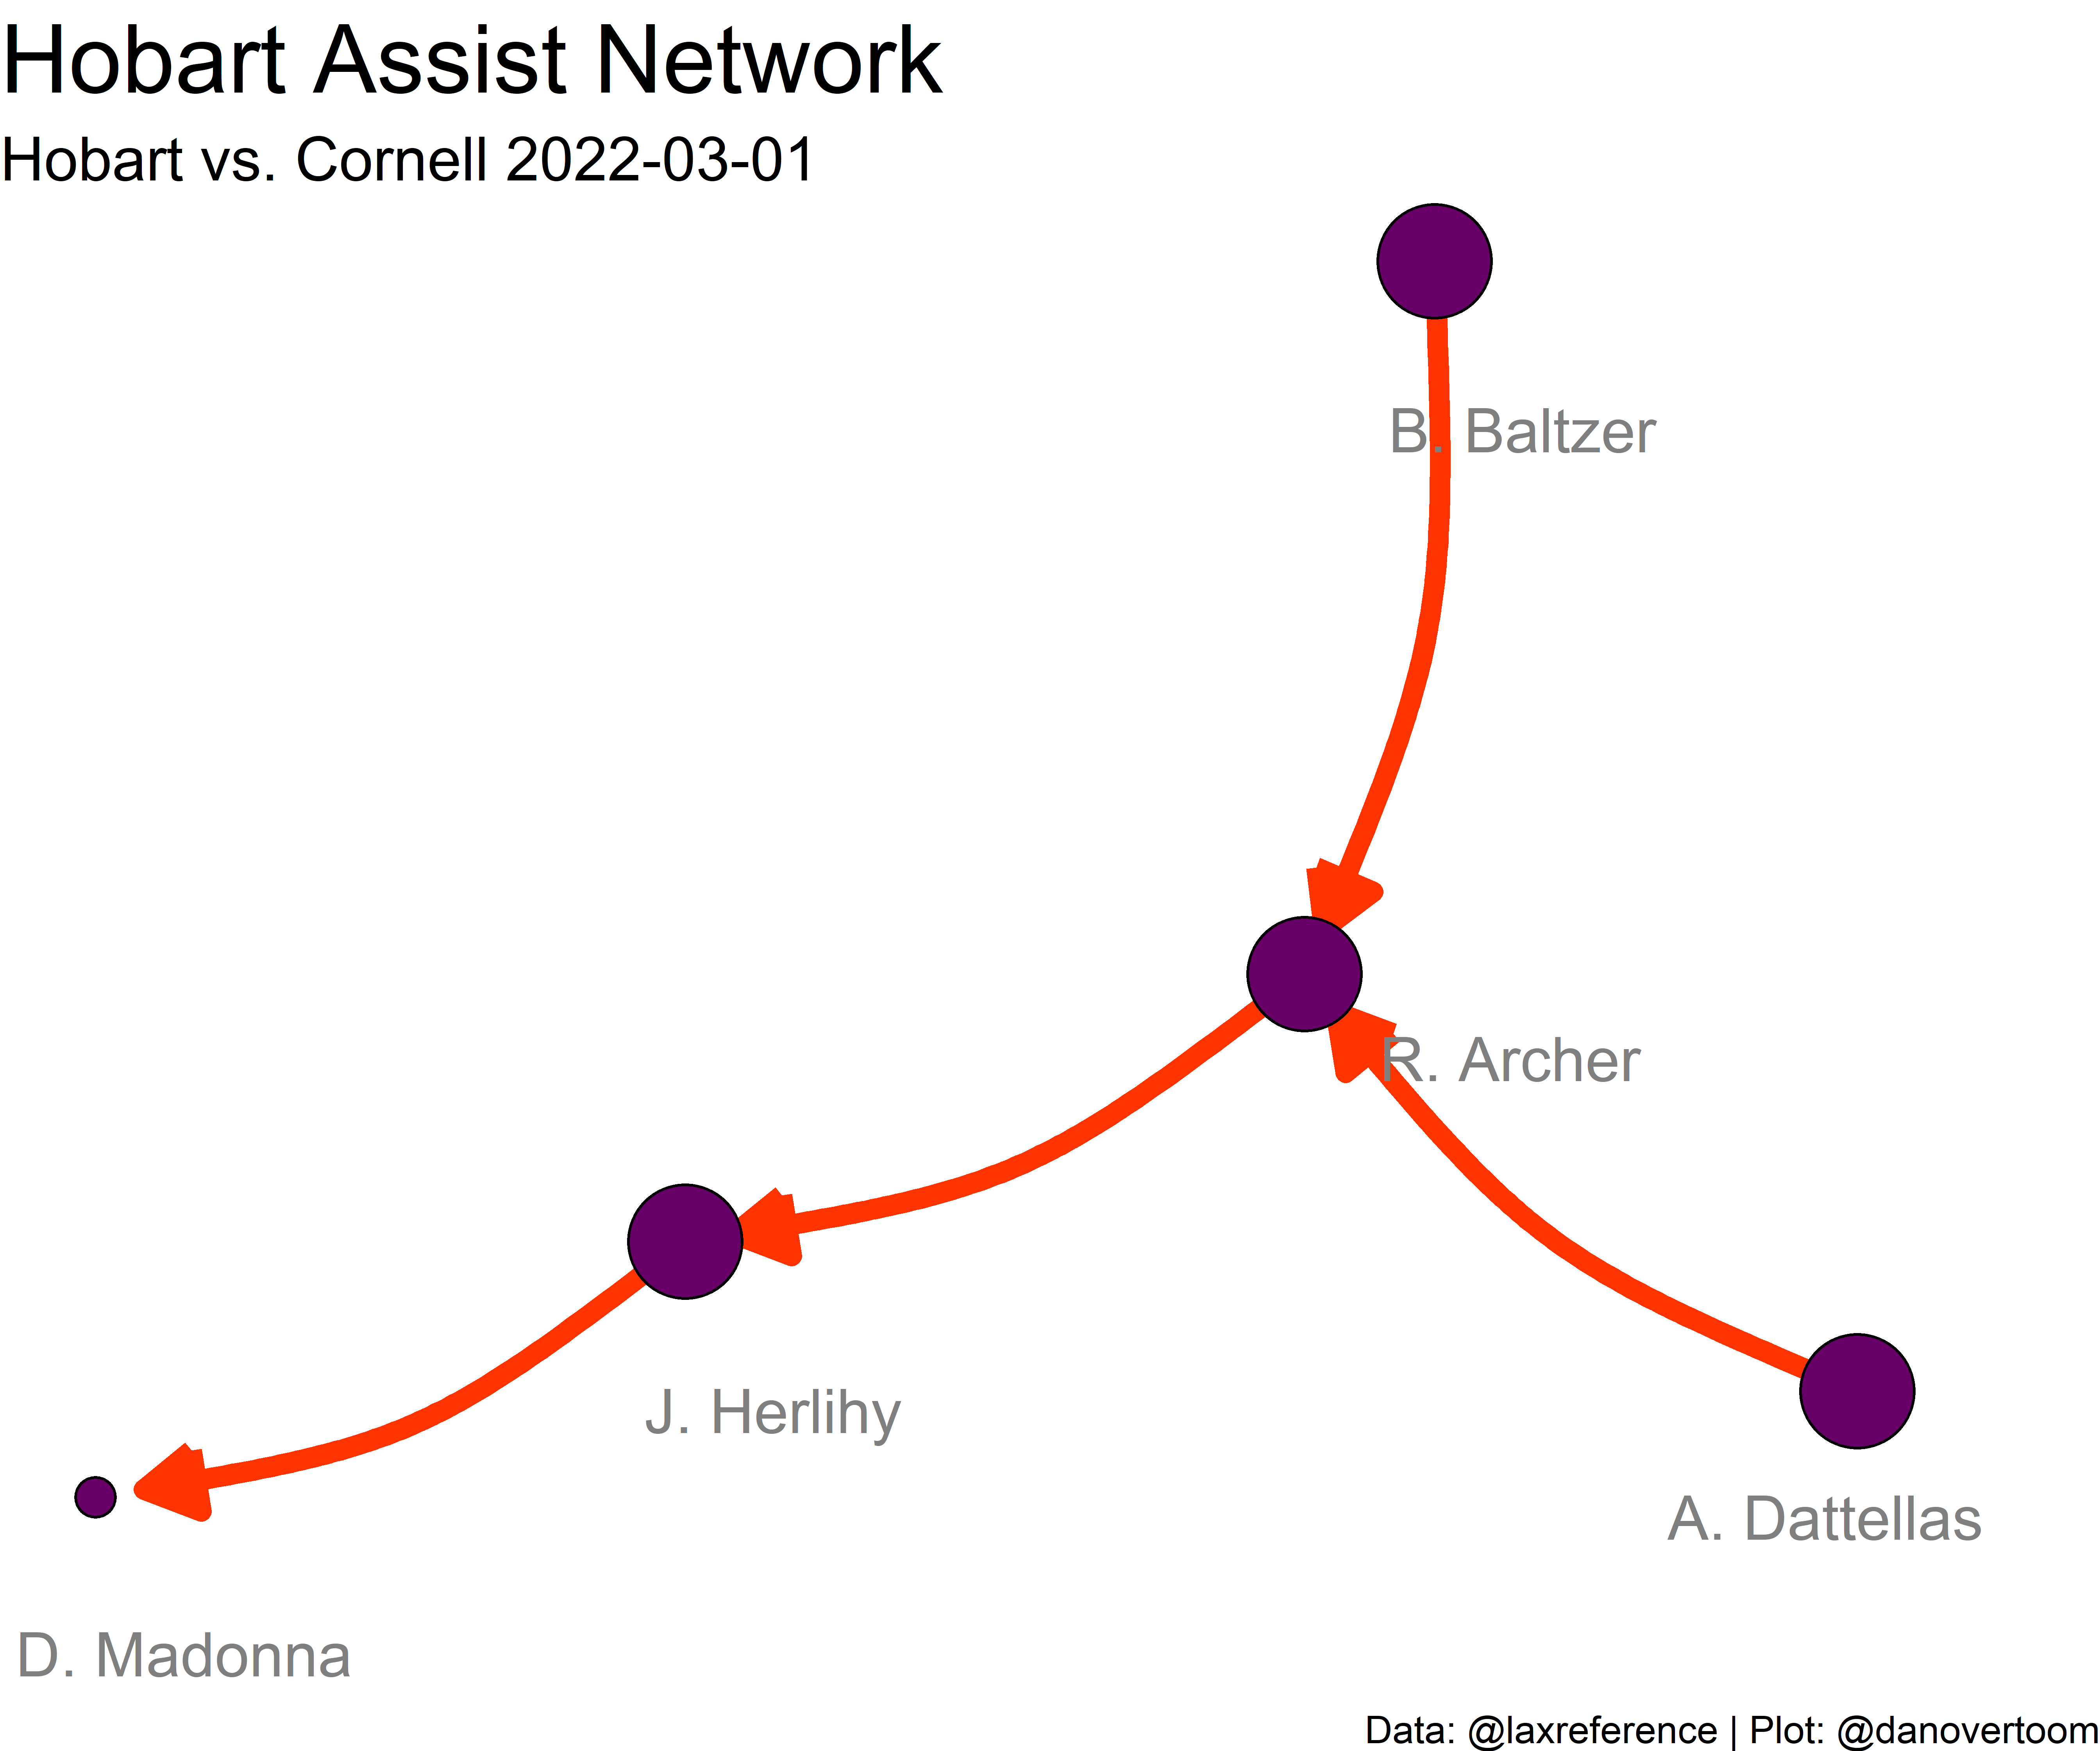 Hobart Assist Network
Hobart vs. Cornell 2022-03-01
B. Baltzer
R. Archer
J. Herlihy
A. Dattellas
D. Madonna
Data: @laxreference | Plot: @danovertoom